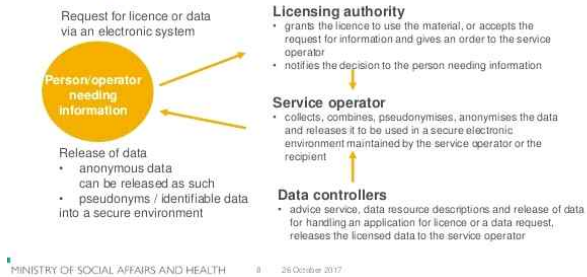 Request for licence or data
via an electronic system
Person/operator
needing
information
Release of data
• anonymous data
can be released as such
• pseudonyms / identifiable data
into a secure environment
Licensing authority
• grants the licence to use the material, or accepts the
request for information and gives an order to the service
operator
• notifies the decision to the person needing information
Service operator
• collects, combines, pseudonymises, anonymises the data
and releases it to be used in a secure electronic
environment maintained by the service operator or the
recipient
Data controllers
• advice service, data resource descriptions and release of data
for handling an application for licence or a data request,
releases the licensed data to the service operator
MINISTRY OF SOCIAL AFFAIRS AND HEALTH 8 26 October 2017